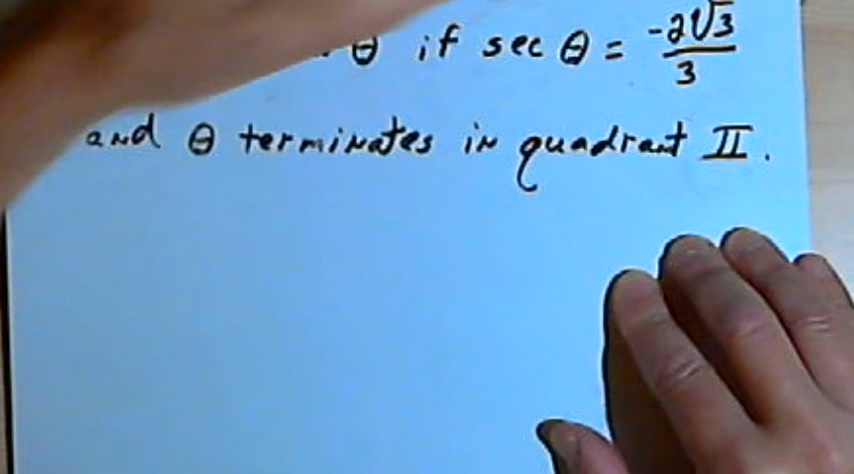 θ if sec θ = -2√3/3
and θ terminates in quadrant II.